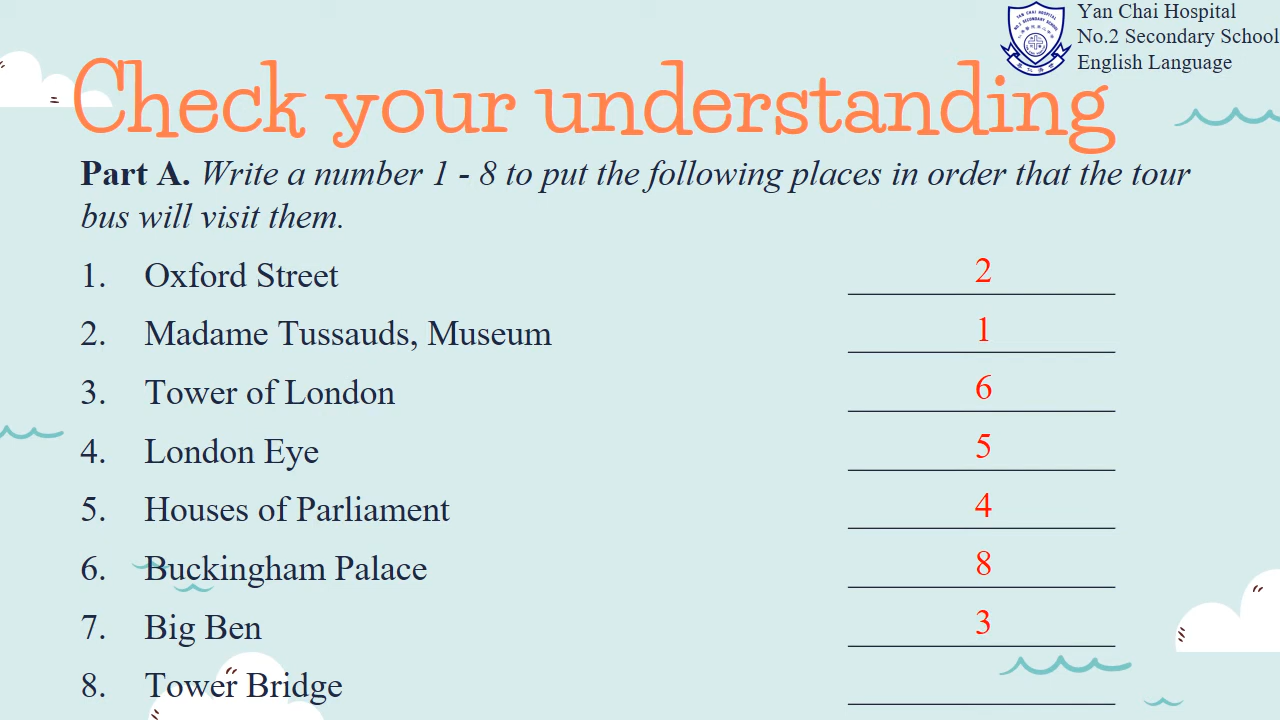 Yan Chai Hospital
No.2 Secondary School
English Language
Check your understanding
Part A. Write a number 1 - 8 to put the following places in order that the tour
bus will visit them.
1. Oxford Street 2
2. Madame Tussauds, Museum 1
3. Tower of London 6
4. London Eye 5
5. Houses of Parliament 4
6. Buckingham Palace 8
7. Big Ben 3
8. Tower Bridge